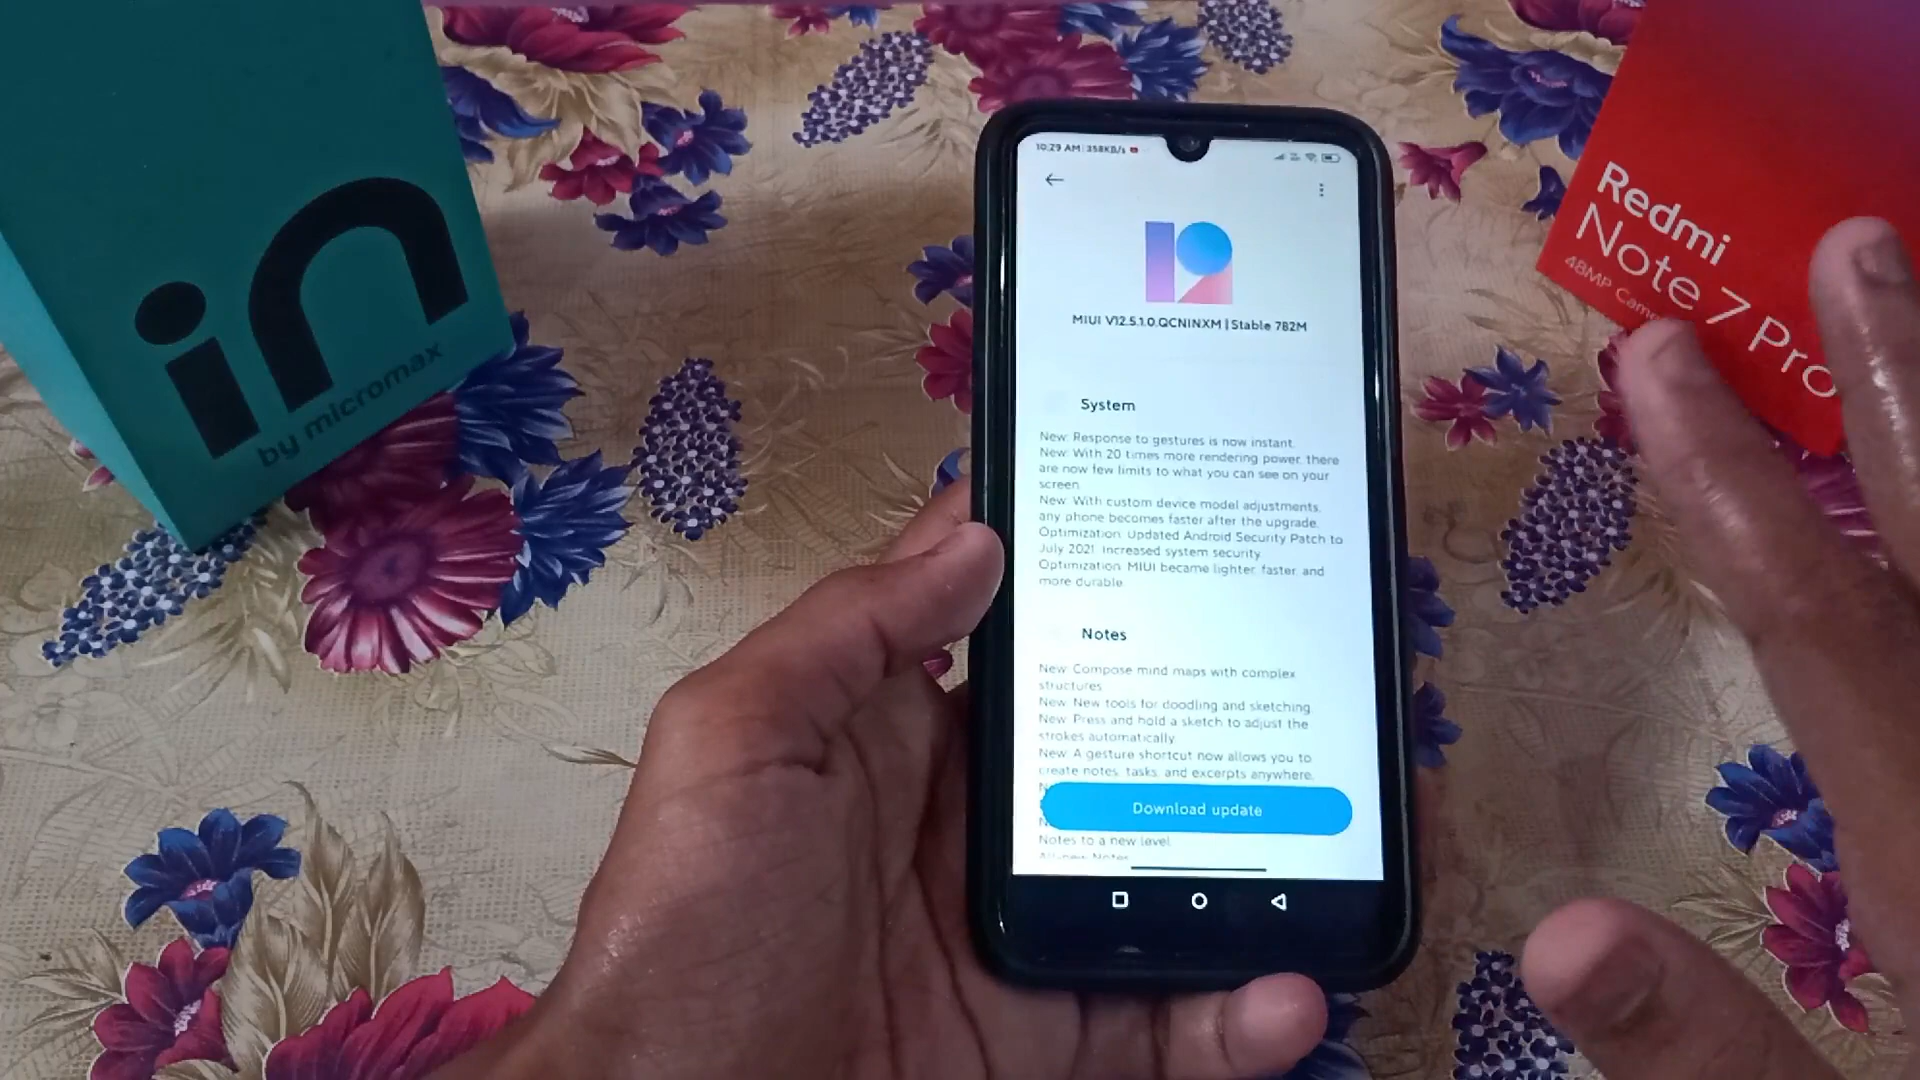 in
by micromax
Redmi
Note 7 Pro
48MP
10:29 AM 358KB/s
MIUI V12.5.1.0.QCNINXM | Stable 782M
System
New: Response to gestures is now instant.
New: With 20 times more rendering power, there
are now few limits to what you can see on your
screen.
New: With custom device model adjustments,
any phone becomes faster after the upgrade.
Optimization: Updated Android Security Patch to
July 2021. Increased system security.
Optimization: MIUI became lighter, faster, and
more durable.
Notes
New: Compose mind maps with complex
structures.
New: New tools for doodling and sketching.
New: Press and hold a sketch to adjust the
strokes automatically.
New: A gesture shortcut now allows you to
create notes, tasks, and excerpts anywhere.
Download update
Notes to a new level.